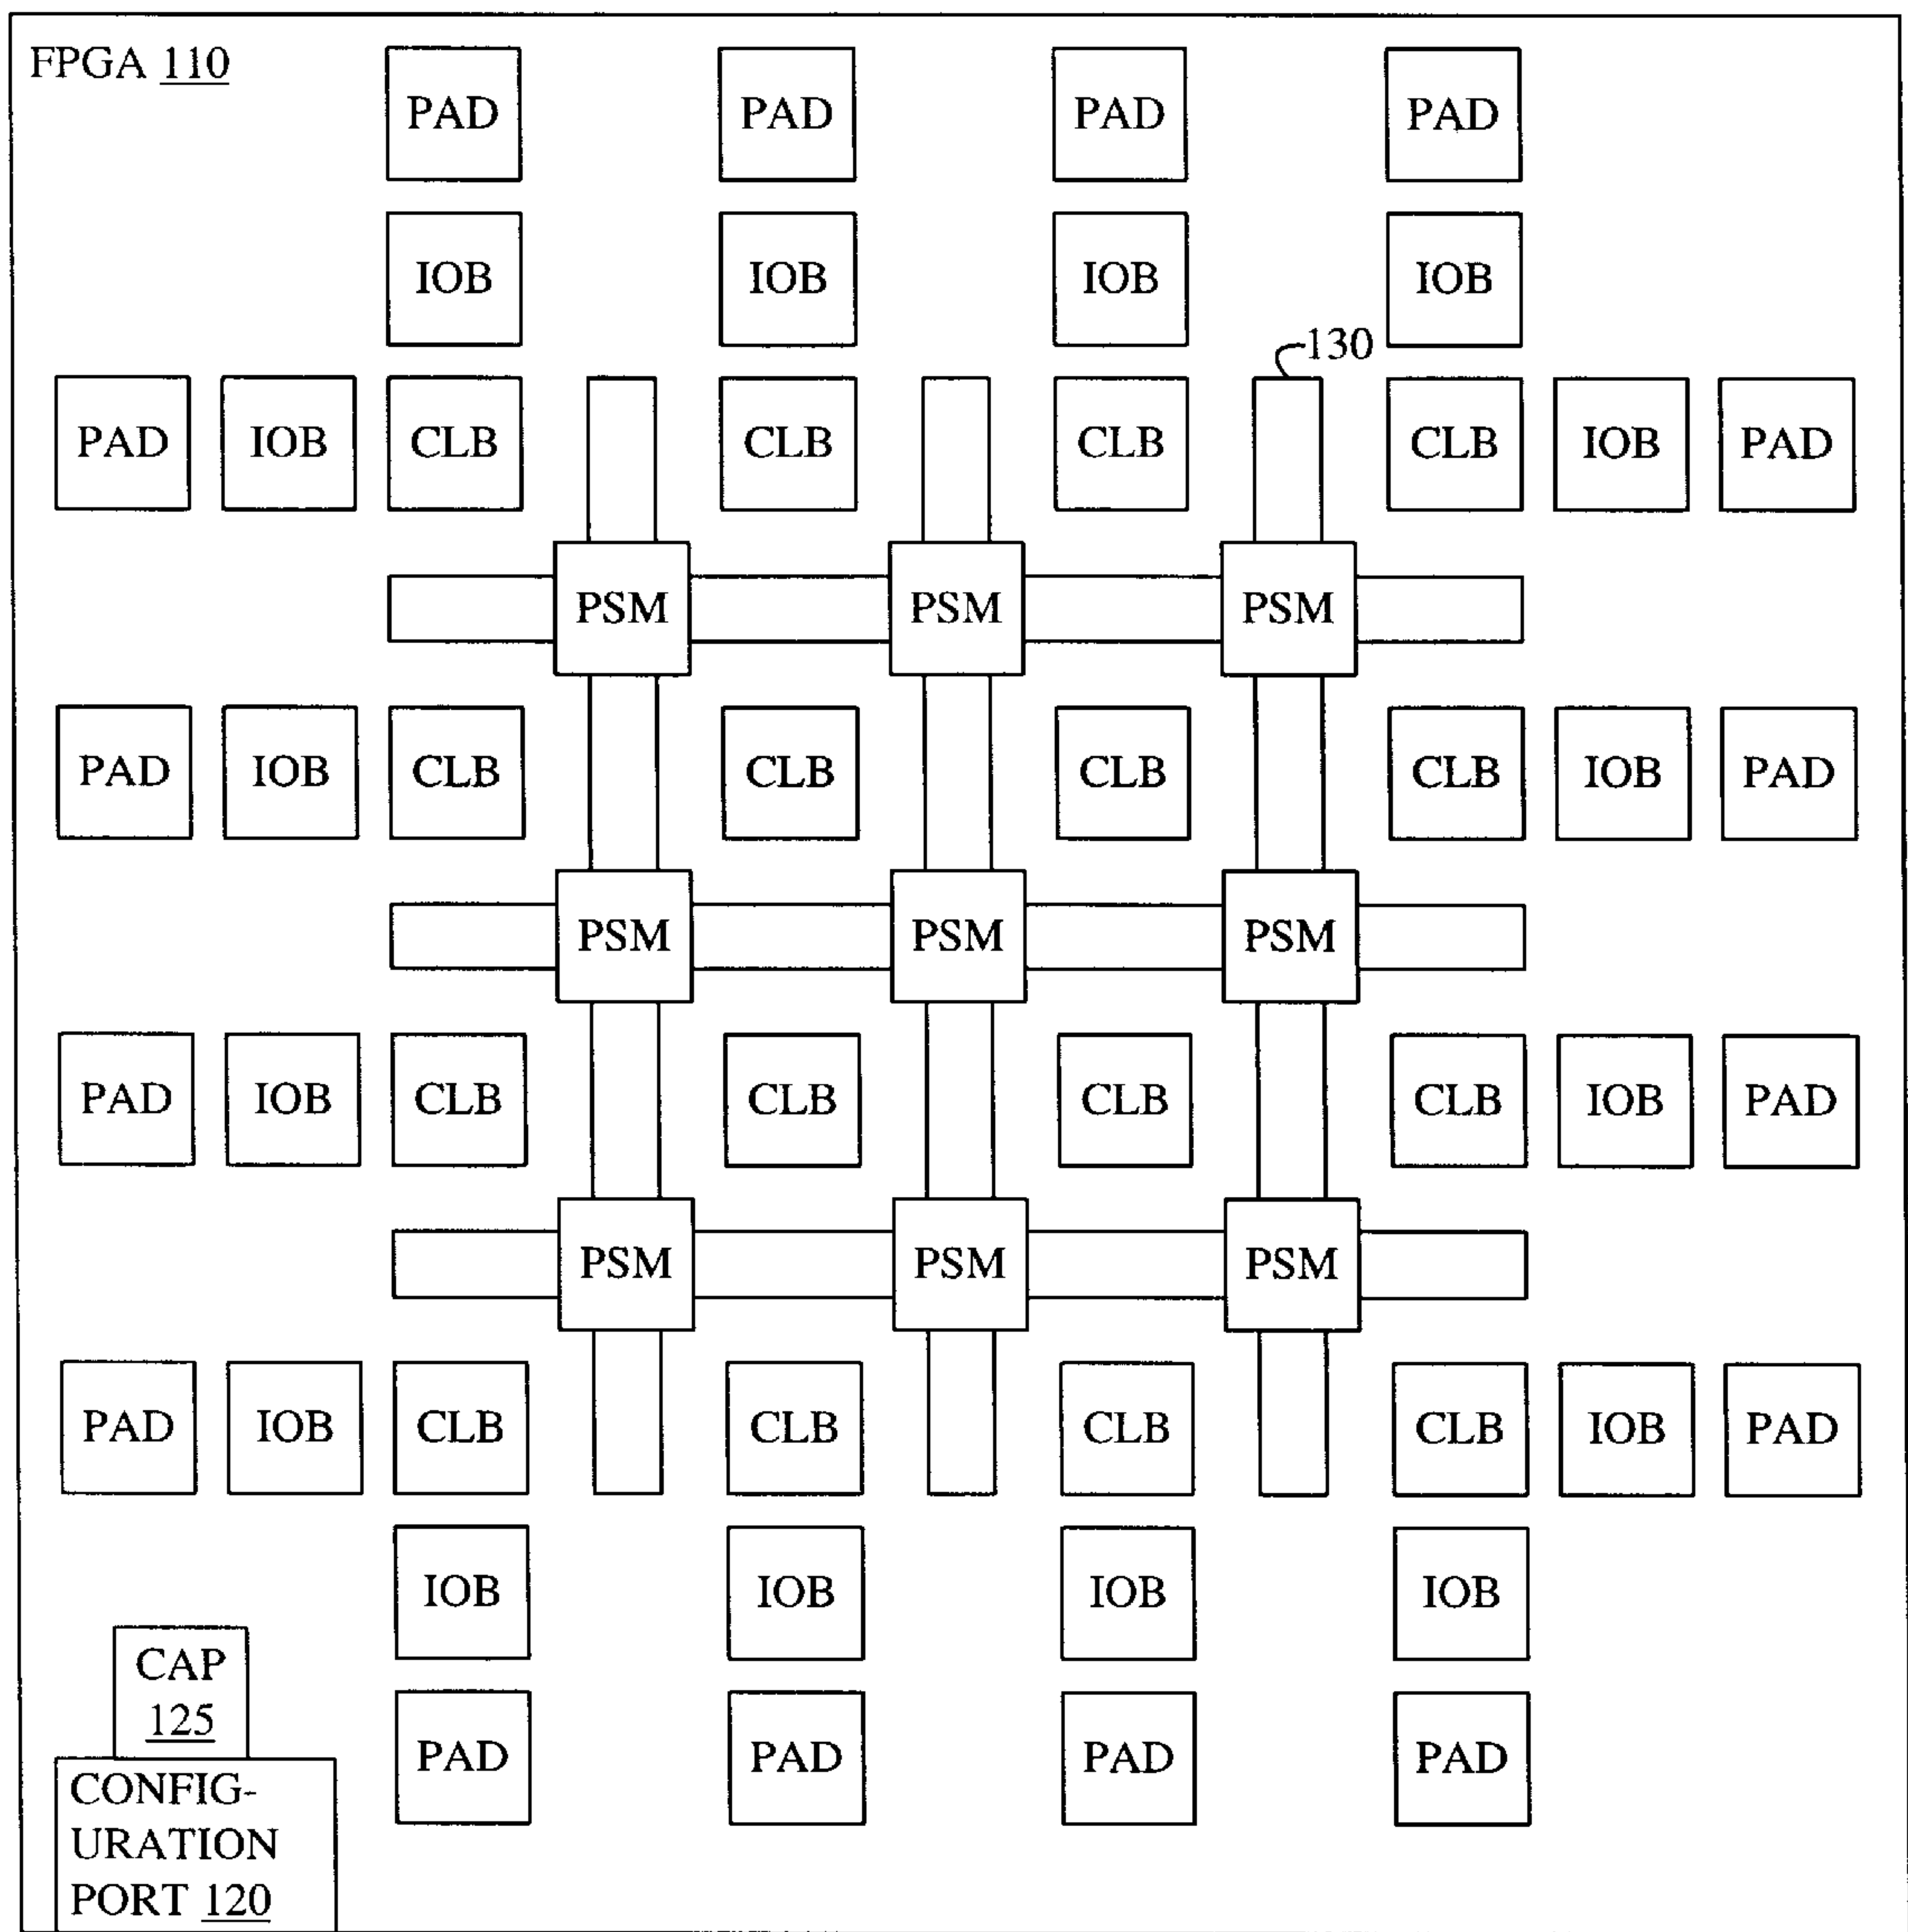 FPGA 110
PAD PAD PAD PAD
IOB IOB IOB IOB
130
PAD IOB CLB CLB CLB CLB IOB PAD
PSM PSM PSM
PAD IOB CLB CLB CLB CLB IOB PAD
PSM PSM PSM
PAD IOB CLB CLB CLB CLB IOB PAD
PSM PSM PSM
PAD IOB CLB CLB CLB CLB IOB PAD
IOB IOB IOB IOB
CAP
125
PAD PAD PAD PAD
CONFIG-
URATION
PORT 120